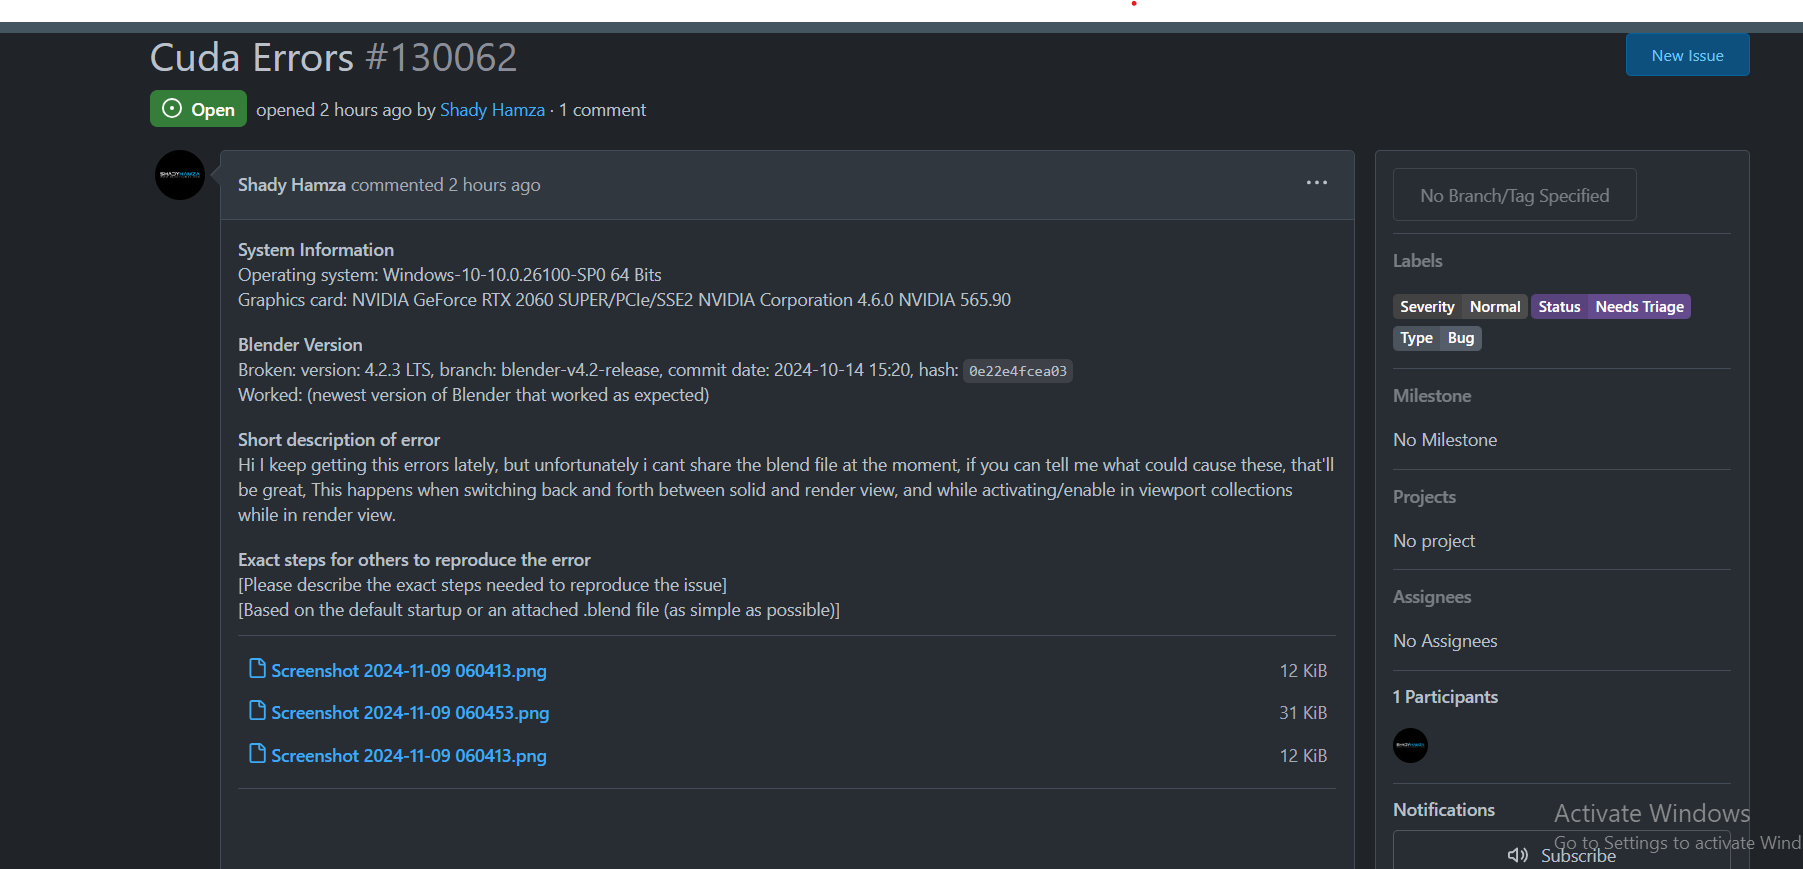 Cuda Errors #130062
New Issue
Open
opened 2 hours ago by Shady Hamza · 1 comment
SHADYHAMZA
Shady Hamza commented 2 hours ago
System Information
Operating system: Windows-10-10.0.26100-SP0 64 Bits
Graphics card: NVIDIA GeForce RTX 2060 SUPER/PCIe/SSE2 NVIDIA Corporation 4.6.0 NVIDIA 565.90
Blender Version
Broken: version: 4.2.3 LTS, branch: blender-v4.2-release, commit date: 2024-10-14 15:20, hash: 0e22e4fcea03
Worked: (newest version of Blender that worked as expected)
Short description of error
Hi I keep getting this errors lately, but unfortunately i cant share the blend file at the moment, if you can tell me what could cause these, that'll
be great, This happens when switching back and forth between solid and render view, and while activating/enable in viewport collections
while in render view.
Exact steps for others to reproduce the error
[Please describe the exact steps needed to reproduce the issue]
[Based on the default startup or an attached .blend file (as simple as possible)]
Screenshot 2024-11-09 060413.png 12 KiB
Screenshot 2024-11-09 060453.png 31 KiB
Screenshot 2024-11-09 060413.png 12 KiB
No Branch/Tag Specified
Labels
Severity Normal Status Needs Triage
Type Bug
Milestone
No Milestone
Projects
No project
Assignees
No Assignees
1 Participants
Notifications
Subscribe
Activate Windows
Go to Settings to activate Wind